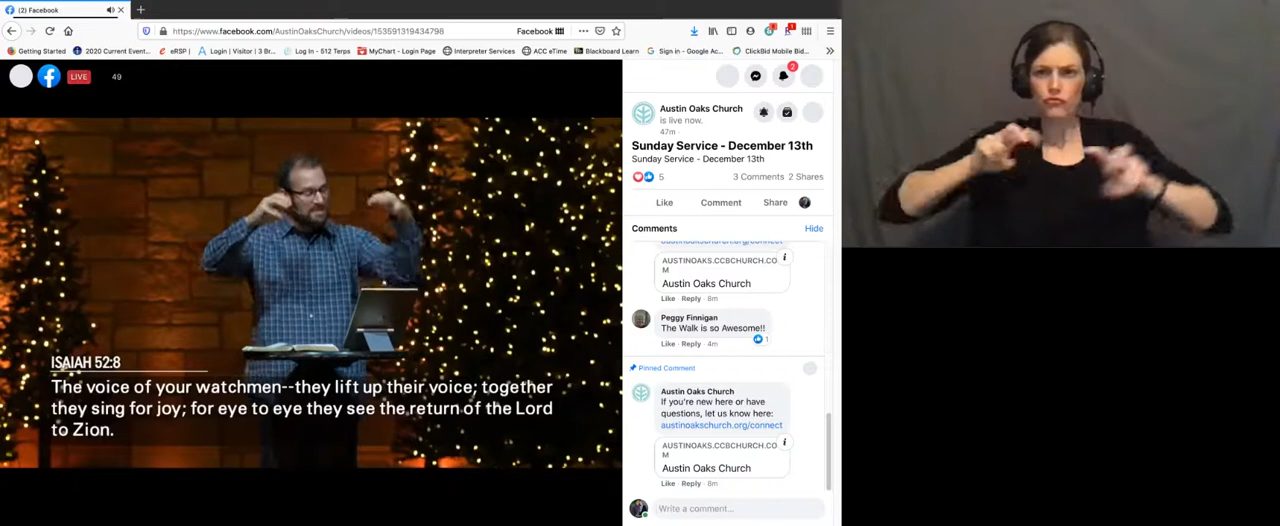 (2) Facebook
https://www.facebook.com/AustinOaksChurch/videos/153591319434798
Facebook
Getting Started
2020 Current Event...
eRSP |
Login | Visitor | 3 Br...
Log In - 512 Terps
MyChart - Login Page
Interpreter Services
ACC eTime
Blackboard Learn
Sign in - Google Ac...
ClickBid Mobile Bid...
LIVE
49
2
Austin Oaks Church
is live now.
47m ·
Sunday Service - December 13th
Sunday Service - December 13th
5
3 Comments 2 Shares
Like
Comment
Share
Comments
Hide
austinoakschurch.org/connect
AUSTINOAKS.CCBCHURCH.CO
M
Austin Oaks Church
Like · Reply · 8m
Peggy Finnigan
The Walk is so Awesome!!
1
Like · Reply · 4m
Pinned Comment
Austin Oaks Church
If you're new here or have
questions, let us know here:
austinoakschurch.org/connect
AUSTINOAKS.CCBCHURCH.CO
M
Austin Oaks Church
Like · Reply · 8m
Write a comment...
ISAIAH 52:8
The voice of your watchmen--they lift up their voice; together
they sing for joy; for eye to eye they see the return of the Lord
to Zion.